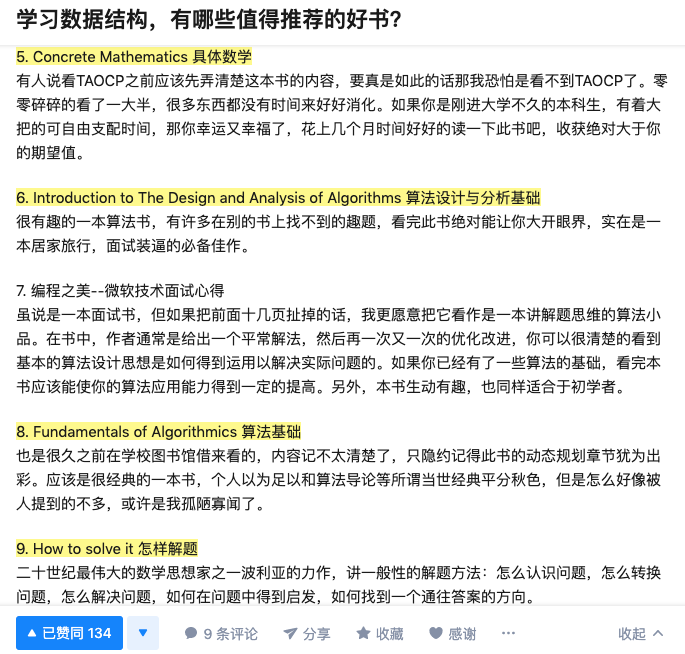 学习数据结构，有哪些值得推荐的好书？
5. Concrete Mathematics 具体数学
有人说看TAOCP之前应该先弄清楚这本书的内容，要真是如此的话那我恐怕是看不到TAOCP了。零
零碎碎的看了一大半，很多东西都没有时间来好好消化。如果你是刚进大学不久的本科生，有着大
把的可自由支配时间，那你幸运又幸福了，花上几个月时间好好的读一下此书吧，收获绝对大于你
的期望值。
6. Introduction to The Design and Analysis of Algorithms 算法设计与分析基础
很有趣的一本算法书，有许多在别的书上找不到的趣题，看完此书绝对能让你大开眼界，实在是一
本居家旅行，面试装逼的必备佳作。
7. 编程之美--微软技术面试心得
虽说是一本面试书，但如果把前面十几页扯掉的话，我更愿意把它看作是一本讲解题思维的算法小
品。在书中，作者通常是给出一个平常解法，然后再一次又一次的优化改进，你可以很清楚的看到
基本的算法设计思想是如何得到运用以解决实际问题的。如果你已经有了一些算法的基础，看完本
书应该能使你的算法应用能力得到一定的提高。另外，本书生动有趣，也同样适合于初学者。
8. Fundamentals of Algorithmics 算法基础
也是很久之前在学校图书馆借来看的，内容记不太清楚了，只隐约记得此书的动态规划章节犹为出
彩。应该是很经典的一本书，个人以为足以和算法导论等所谓当世经典平分秋色，但是怎么好像被
人提到的不多，或许是我孤陋寡闻了。
9. How to solve it 怎样解题
二十世纪最伟大的数学思想家之一波利亚的力作，讲一般性的解题方法：怎么认识问题，怎么转换
问题，怎么解决问题，如何在问题中得到启发，如何找到一个通往答案的方向。
已赞同 134 9 条评论 分享 收藏 感谢 收起